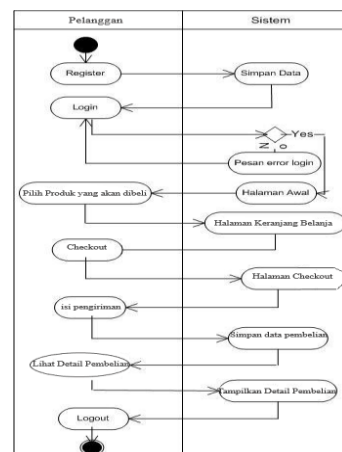 Pelanggan
Sistem
Register
Simpan Data
Login
Yes
No
Pesan error login
Pilih Produk yang akan dibeli
Halaman Awal
Halaman Keranjang Belanja
Checkout
Halaman Checkout
isi pengiriman
Simpan data pembelian
Lihat Detail Pembelian
Tampilkan Detail Pembelian
Logout